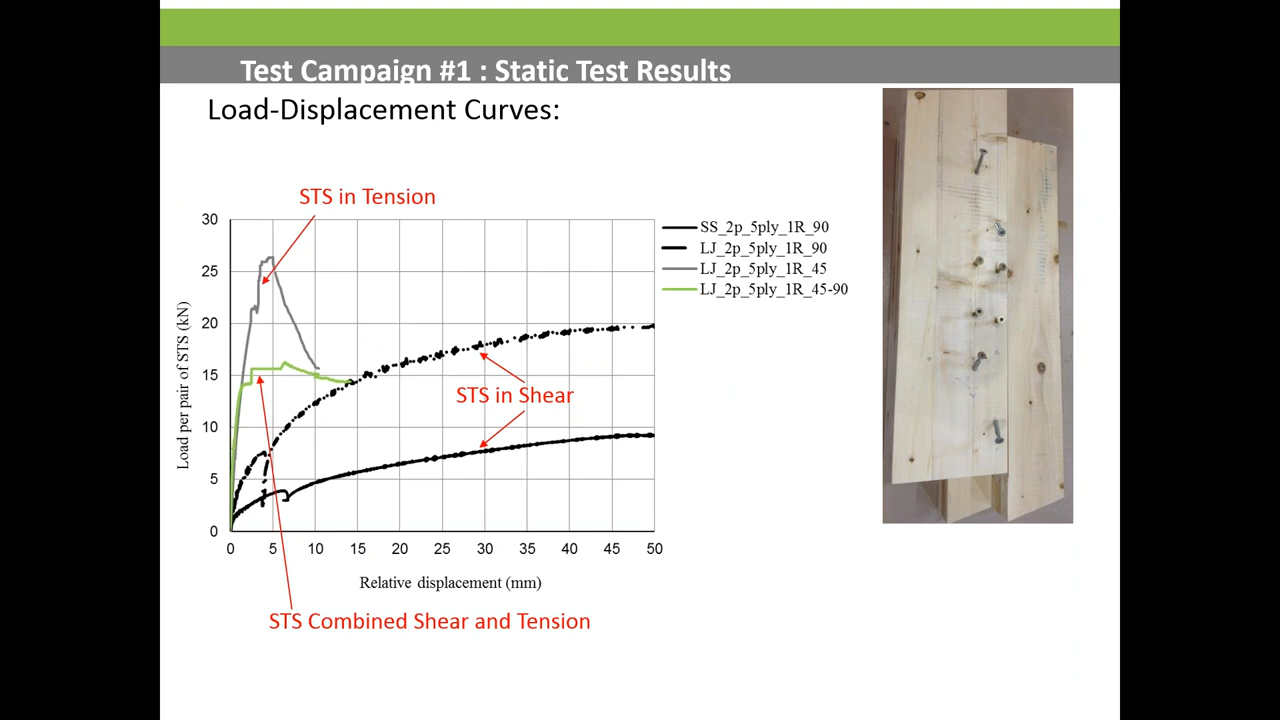 Test Campaign #1 : Static Test Results
Load-Displacement Curves:
STS in Tension
30
25
20
15
10
5
0
Load per pair of STS (kN)
SS_2p_5ply_1R_90
LJ_2p_5ply_1R_90
LJ_2p_5ply_1R_45
LJ_2p_5ply_1R_45-90
STS in Shear
0 5 10 15 20 25 30 35 40 45 50
Relative displacement (mm)
STS Combined Shear and Tension